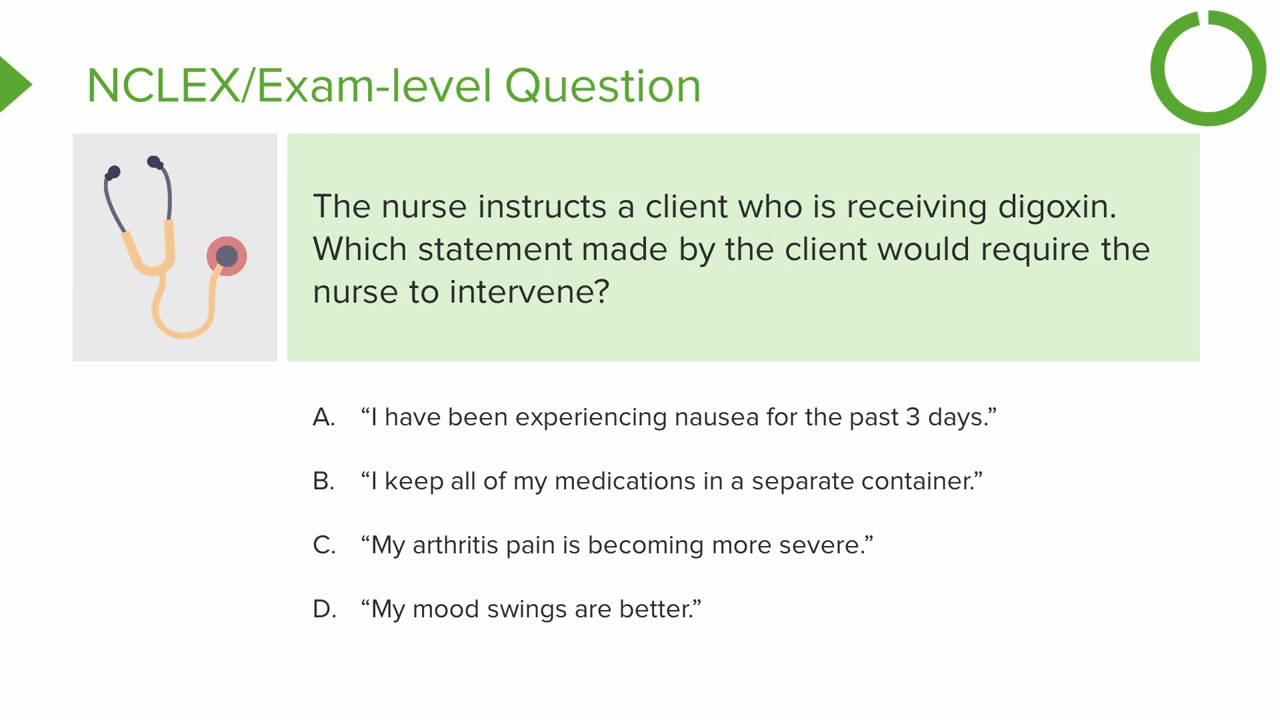 NCLEX/Exam-level Question
The nurse instructs a client who is receiving digoxin.
Which statement made by the client would require the
nurse to intervene?
A. “I have been experiencing nausea for the past 3 days.”
B. “I keep all of my medications in a separate container.”
C. “My arthritis pain is becoming more severe.”
D. “My mood swings are better.”